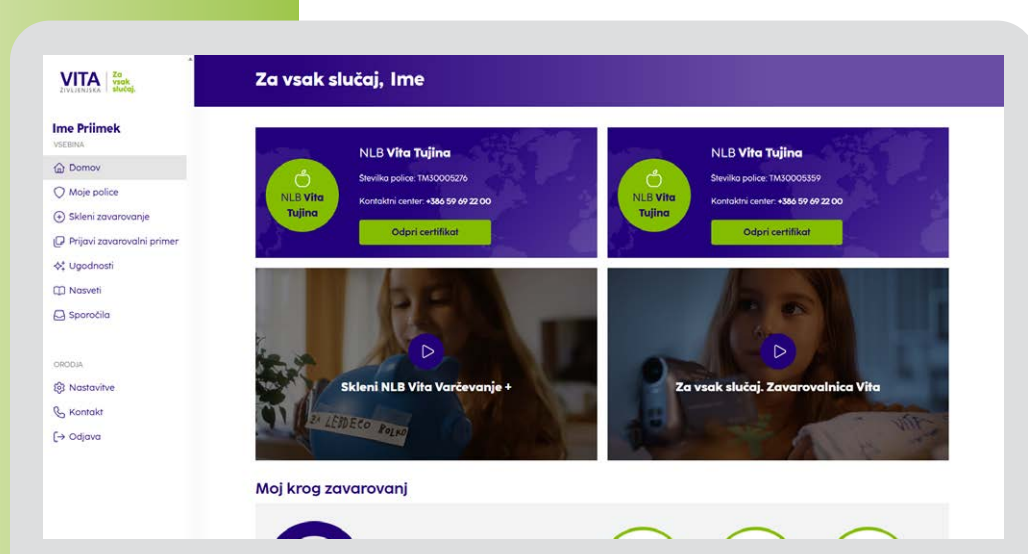 VITA
ŽIVLJENJSKA
Za
vsak
slučaj.
Ime Priimek
VSEBINA
Domov
Moje police
Skleni zavarovanje
Prijavi zavarovalni primer
Ugodnosti
Nasveti
Sporočila
ORODJA
Nastavitve
Kontakt
Odjava
Za vsak slučaj, Ime
NLB Vita
Tujina
NLB Vita Tujina
Številka police: TM30005276
Kontaktni center: +386 59 69 22 00
Odpri certifikat
NLB Vita
Tujina
NLB Vita Tujina
Številka police: TM30005359
Kontaktni center: +386 59 69 22 00
Odpri certifikat
Skleni NLB Vita Varčevanje +
Za vsak slučaj. Zavarovalnica Vita
Moj krog zavarovanj